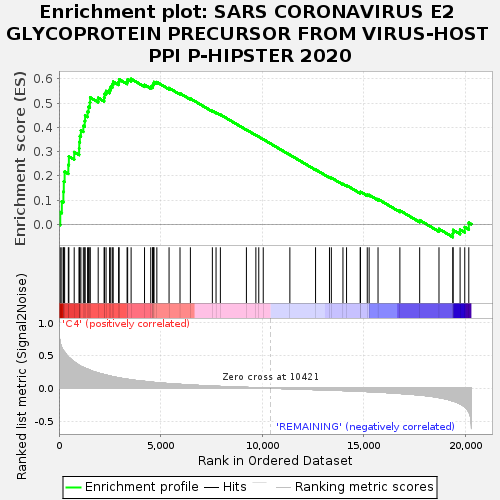 Enrichment plot: SARS CORONAVIRUS E2
GLYCOPROTEIN PRECURSOR FROM VIRUS-HOST
PPI P-HIPSTER 2020
Enrichment score (ES)
0.6
0.5
0.4
0.3
0.2
0.1
0.0
Ranked list metric (Signal2Noise)
1.0
0.5
0.0
-0.5
'C4' (positively correlated)
Zero cross at 10421
'REMAINING' (negatively correlated)
0
5,000
10,000
15,000
20,000
Rank in Ordered Dataset
Enrichment profile
Hits
Ranking metric scores